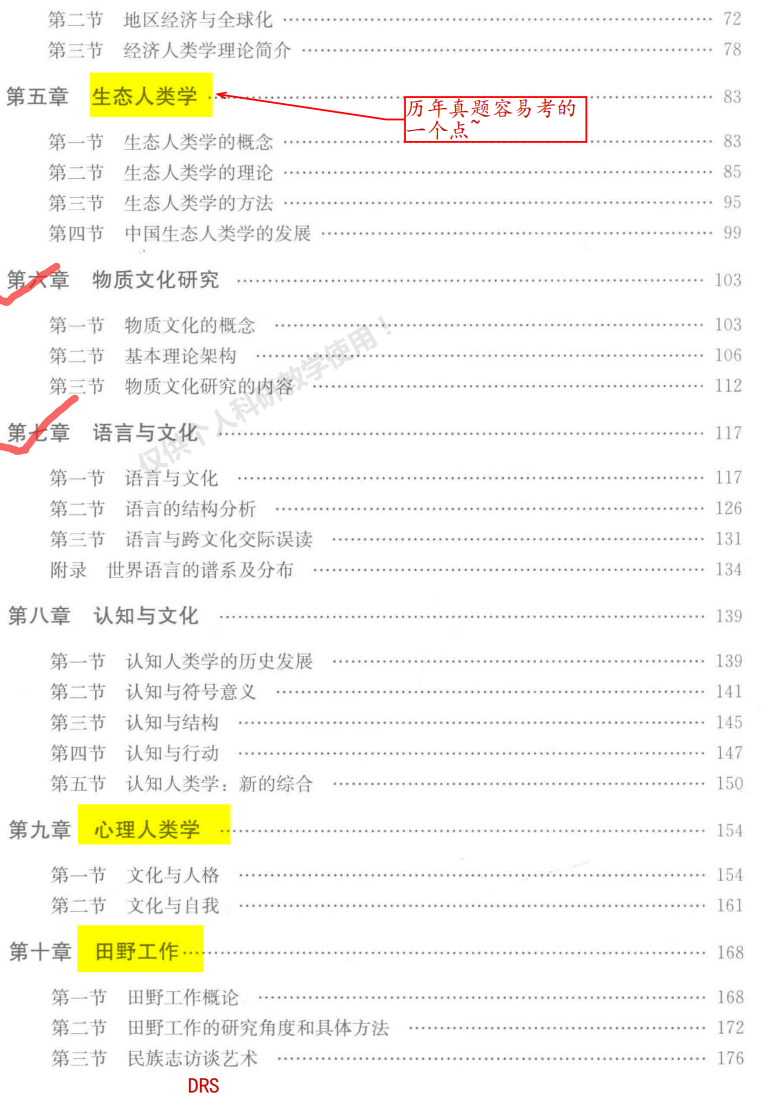 第二节 地区经济与全球化 …… 72
第三节 经济人类学理论简介 …… 78
第五章 生态人类学 …… 83
历年真题容易考的
一个点~
第一节 生态人类学的概念 …… 83
第二节 生态人类学的理论 …… 85
第三节 生态人类学的方法 …… 95
第四节 中国生态人类学的发展 …… 99
第六章 物质文化研究 …… 103
第一节 物质文化的概念 …… 103
第二节 基本理论架构 …… 106
第三节 物质文化研究的内容 …… 112
仅供个人科研教学使用！
第七章 语言与文化 …… 117
第一节 语言与文化 …… 117
第二节 语言的结构分析 …… 126
第三节 语言与跨文化交际误读 …… 131
附录 世界语言的谱系及分布 …… 134
第八章 认知与文化 …… 139
第一节 认知人类学的历史发展 …… 139
第二节 认知与符号意义 …… 141
第三节 认知与结构 …… 145
第四节 认知与行动 …… 147
第五节 认知人类学：新的综合 …… 150
第九章 心理人类学 …… 154
第一节 文化与人格 …… 154
第二节 文化与自我 …… 161
第十章 田野工作 …… 168
第一节 田野工作概论 …… 168
第二节 田野工作的研究角度和具体方法 …… 172
第三节 民族志访谈艺术 …… 176
DRS